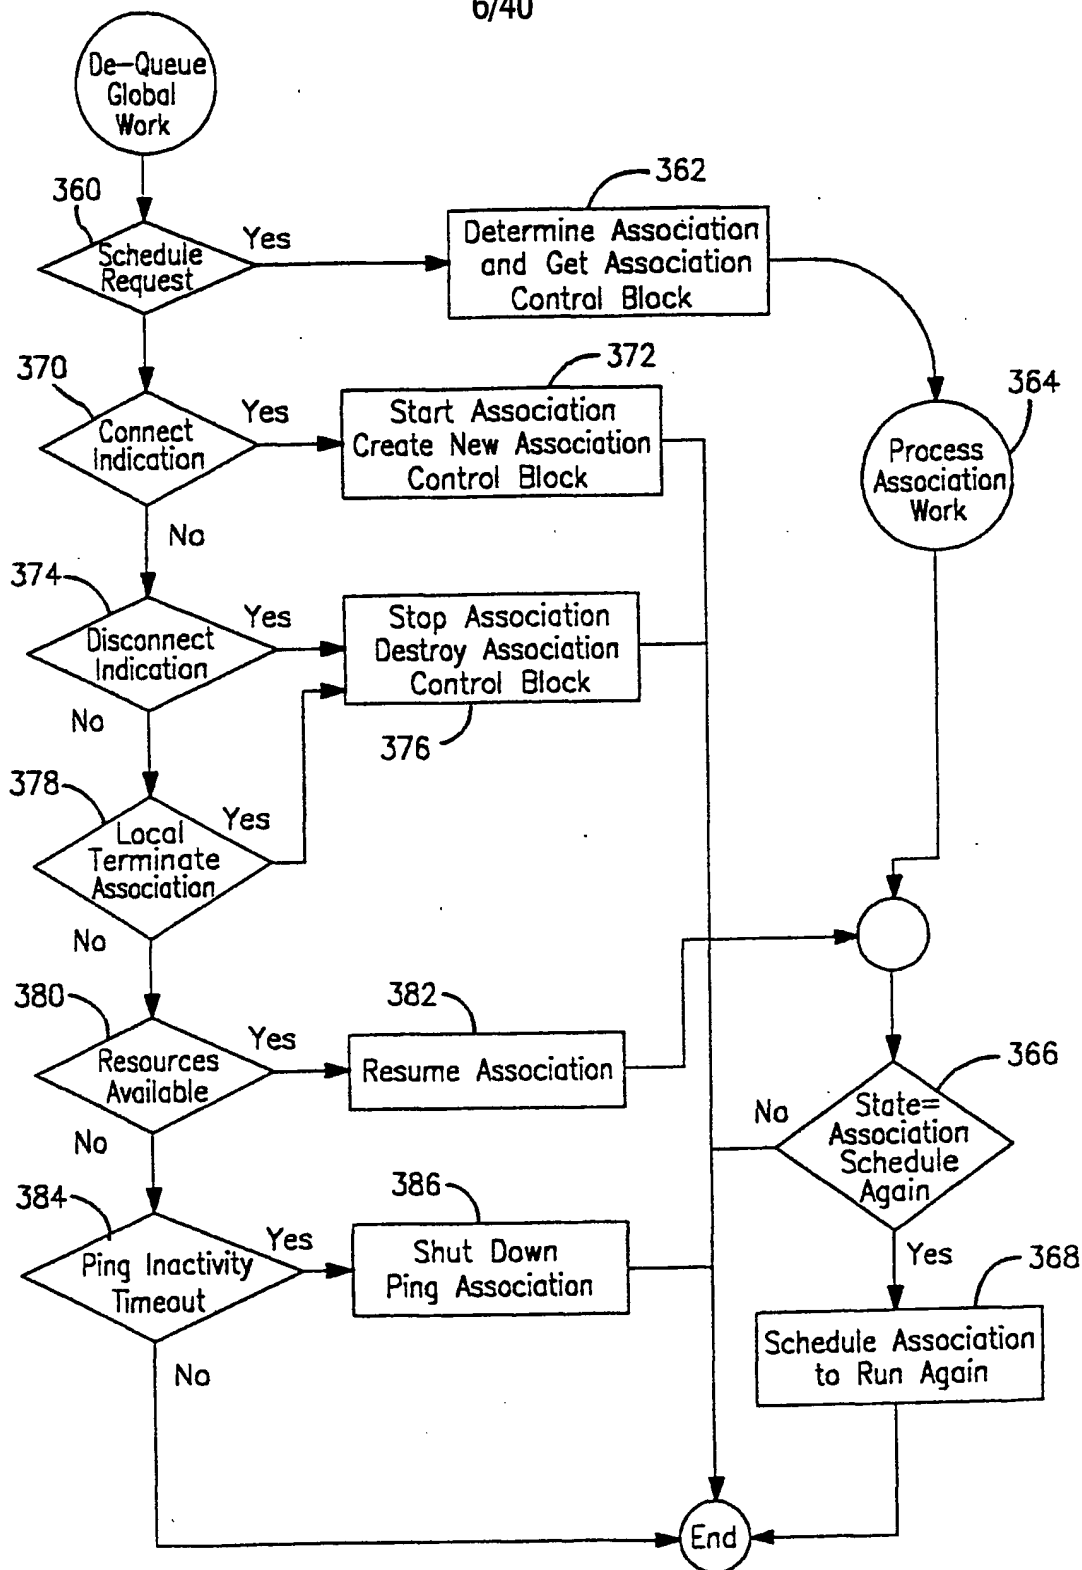 6/40
De-Queue
Global
Work
360
Schedule
Request
Yes
362
Determine Association
and Get Association
Control Block
370
Connect
Indication
Yes
372
Start Association
Create New Association
Control Block
364
Process
Association
Work
No
374
Disconnect
Indication
Yes
Stop Association
Destroy Association
Control Block
376
No
378
Local
Terminate
Association
Yes
No
380
Resources
Available
Yes
382
Resume Association
366
State=
Association
Schedule
Again
No
No
384
Ping Inactivity
Timeout
Yes
386
Shut Down
Ping Association
Yes
368
Schedule Association
to Run Again
No
End